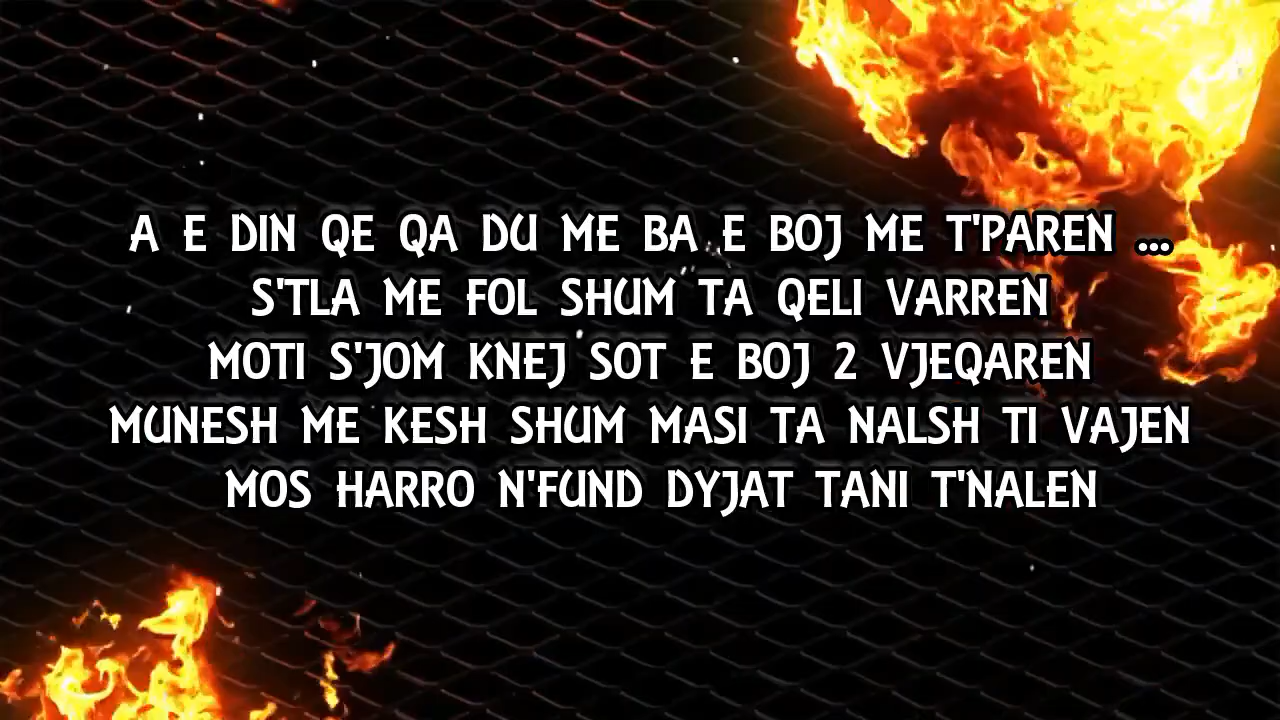 A E DIN QE QA DU ME BA E BOJ ME T'PAREN ...
S'TLA ME FOL SHUM TA QELI VARREN
MOTI S'JOM KNEJ SOT E BOJ 2 VJEQAREN
MUNESH ME KESH SHUM MASI TA NALSH TI VAJEN
MOS HARRO N'FUND DYJAT TANI T'NALEN